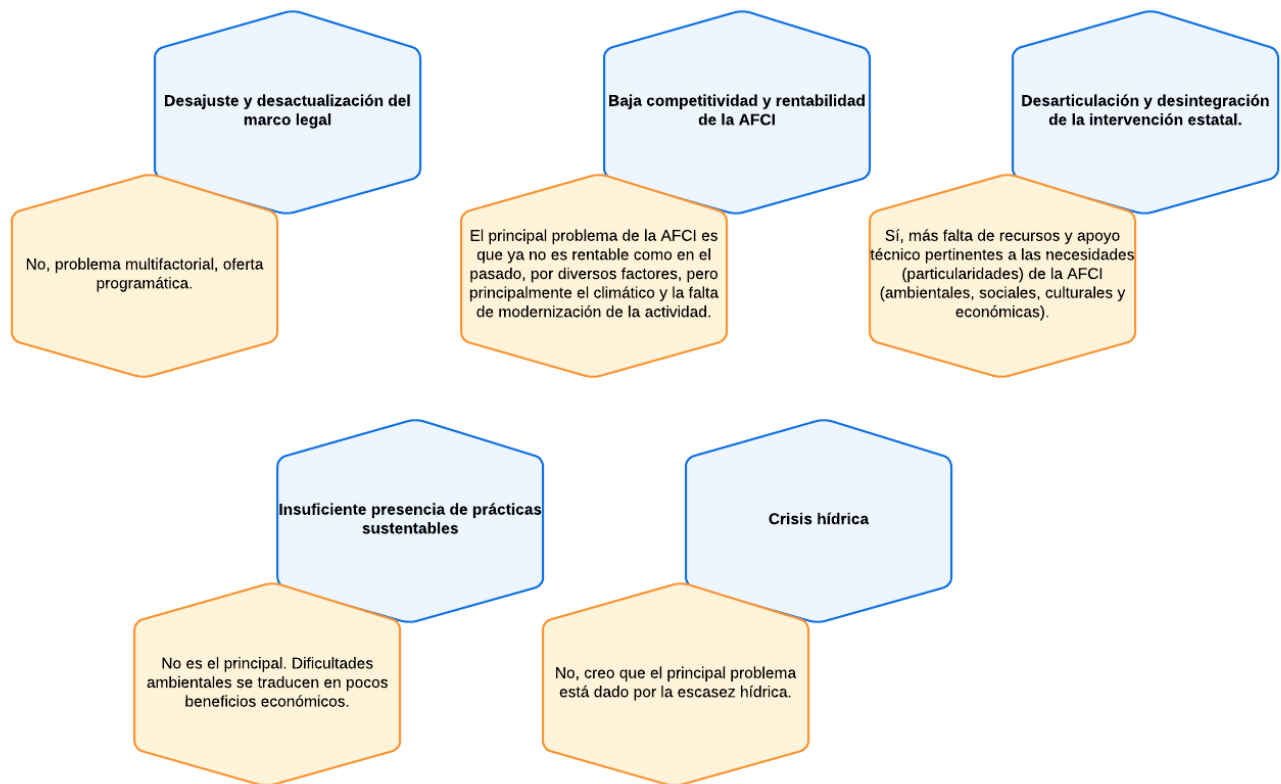 Desajuste y desactualización del
marco legal
No, problema multifactorial, oferta
programática.
Baja competitividad y rentabilidad
de la AFCI
El principal problema de la AFCI es
que ya no es rentable como en el
pasado, por diversos factores, pero
principalmente el climático y la falta
de modernización de la actividad.
Desarticulación y desintegración
de la intervención estatal.
Sí, más falta de recursos y apoyo
técnico pertinentes a las necesidades
(particularidades) de la AFCI
(ambientales, sociales, culturales y
económicas).
Insuficiente presencia de prácticas
sustentables
No es el principal. Dificultades
ambientales se traducen en pocos
beneficios económicos.
Crisis hídrica
No, creo que el principal problema
está dado por la escasez hídrica.